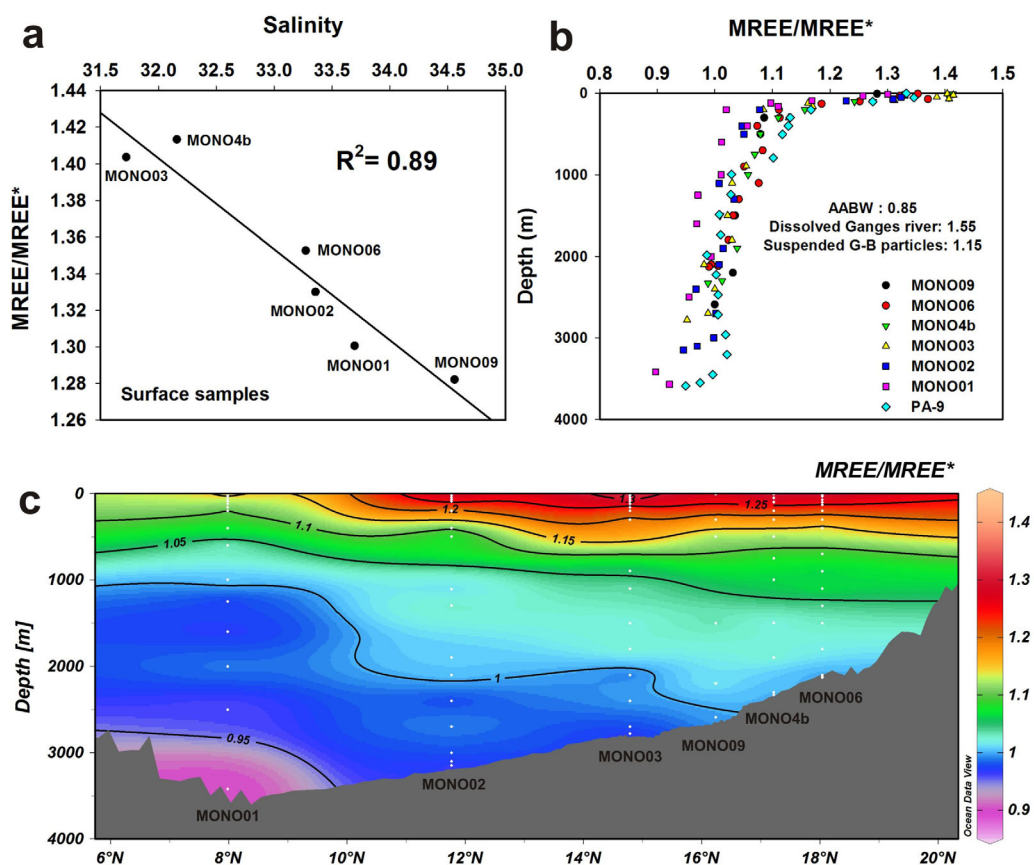 a
Salinity
31.5 32.0 32.5 33.0 33.5 34.0 34.5 35.0
MREE/MREE*
1.44
1.42
1.40
1.38
1.36
1.34
1.32
1.30
1.28
1.26
MONO4b
MONO03
R²= 0.89
MONO06
MONO02
MONO01
MONO09
Surface samples
b
MREE/MREE*
0.8 0.9 1.0 1.1 1.2 1.3 1.4 1.5
Depth (m)
0
1000
2000
3000
4000
AABW : 0.85
Dissolved Ganges river: 1.55
Suspended G-B particles: 1.15
MONO09
MONO06
MONO4b
MONO03
MONO02
MONO01
PA-9
c
MREE/MREE*
Depth [m]
0
1000
2000
3000
4000
1.3
1.25
1.2
1.15
1.1
1.05
1
0.95
MONO06
MONO4b
MONO09
MONO03
MONO02
MONO01
6°N 8°N 10°N 12°N 14°N 16°N 18°N 20°N
Ocean Data View
1.4
1.3
1.2
1.1
1
0.9